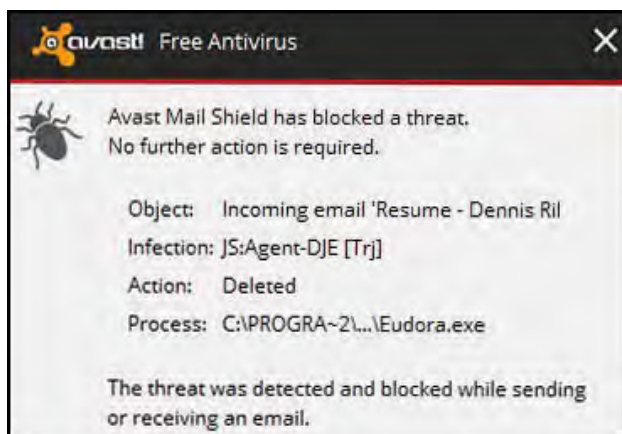 avast! Free Antivirus
Avast Mail Shield has blocked a threat.
No further action is required.
Object: Incoming email 'Resume - Dennis Ril
Infection: JS:Agent-DJE [Trj]
Action: Deleted
Process: C:\PROGRA~2\...\Eudora.exe
The threat was detected and blocked while sending
or receiving an email.